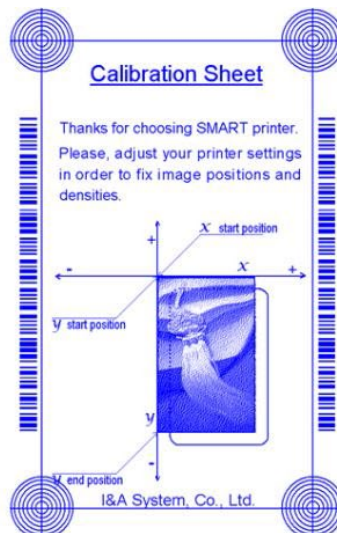 Calibration Sheet
Thanks for choosing SMART printer.
Please, adjust your printer settings
in order to fix image positions and
densities.
x start position
+
- x +
y start position
y
-
y end position
I&A System, Co., Ltd.